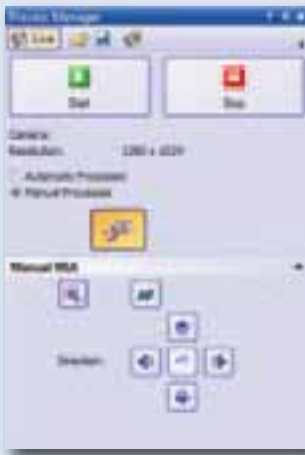 Process Manager
Live
Start
Stop
Camera:
Resolution: 1280 x 1024
Automatic Processes
Manual Processes
Manual MIA
Direction: